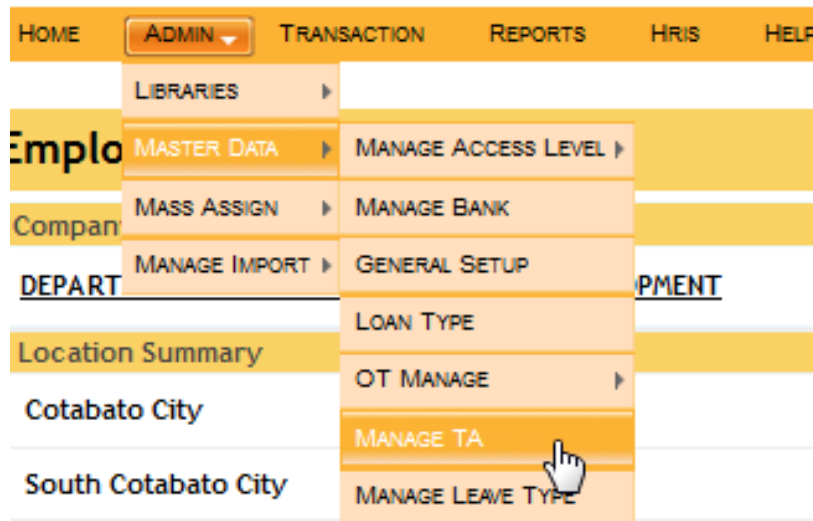 HOME ADMIN TRANSACTION REPORTS HRIS HELP
LIBRARIES
Emplo MASTER DATA MANAGE ACCESS LEVEL
Compan MASS ASSIGN MANAGE BANK
MANAGE IMPORT GENERAL SETUP
DEPART PMENT
LOAN TYPE
Location Summary
OT MANAGE
Cotabato City
MANAGE TA
South Cotabato City
MANAGE LEAVE TYPE